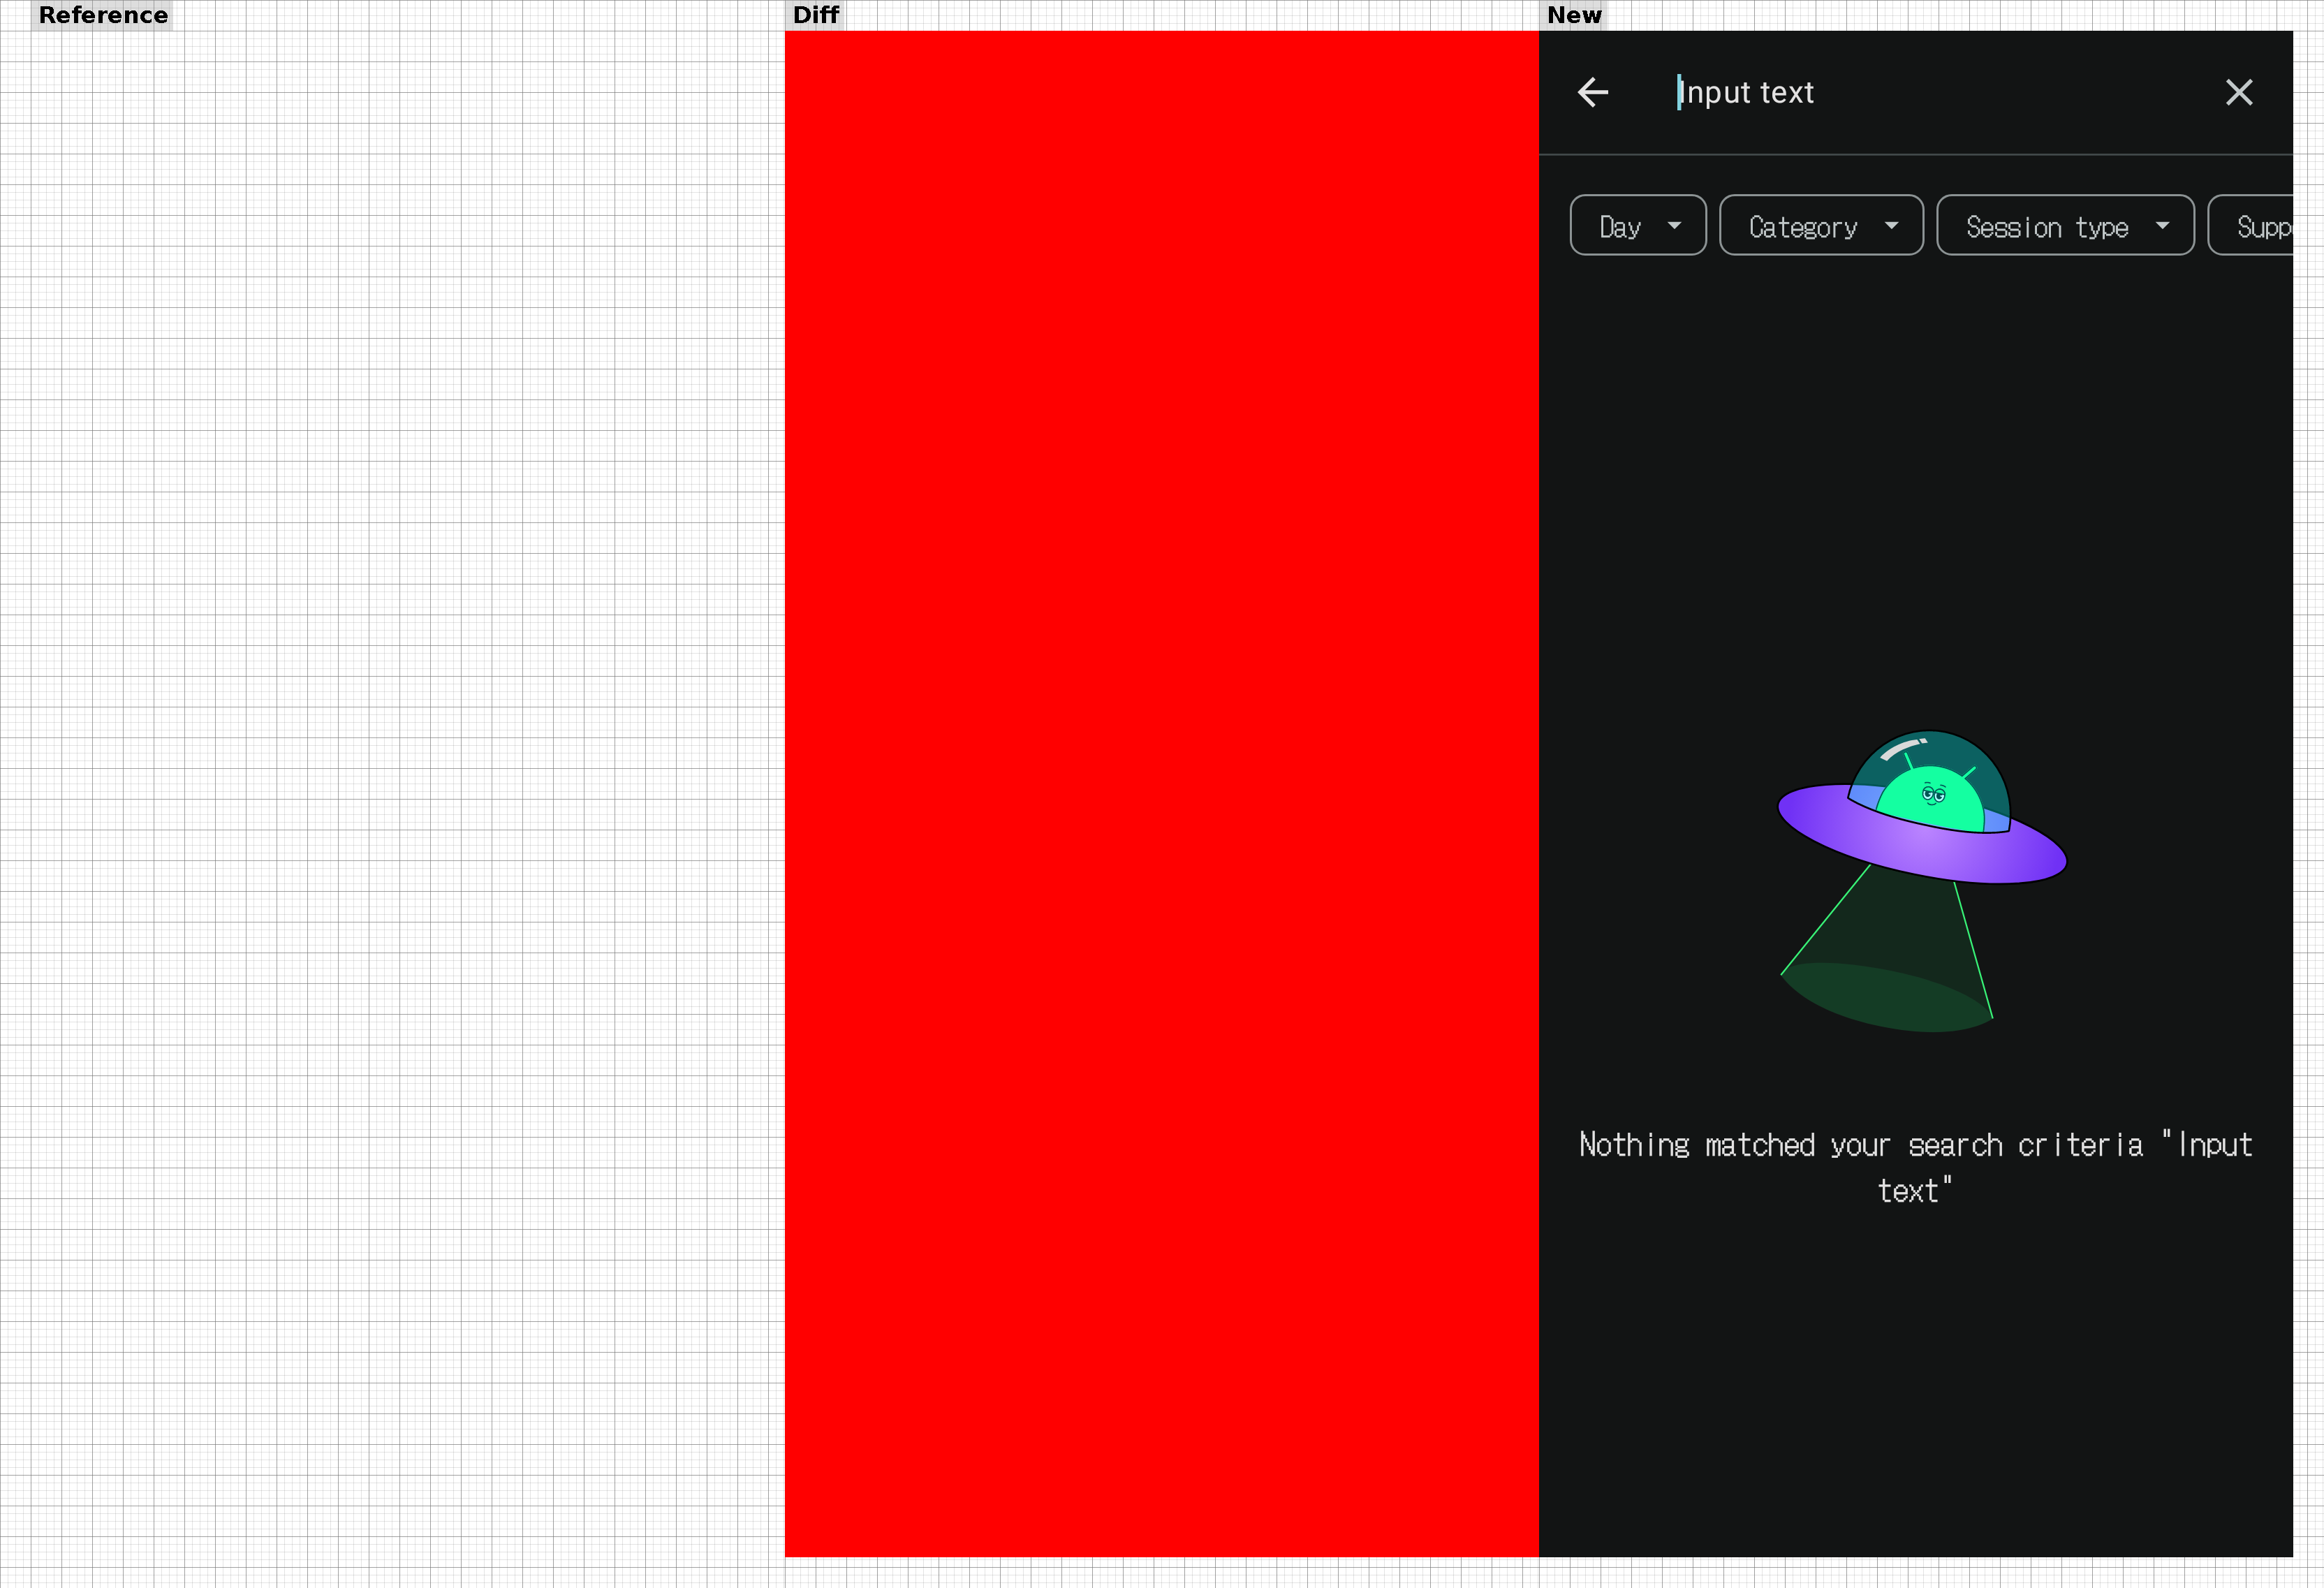 Reference
Diff
New
Input text
Day
Category
Session type
Supp
Nothing matched your search criteria "Input
text"